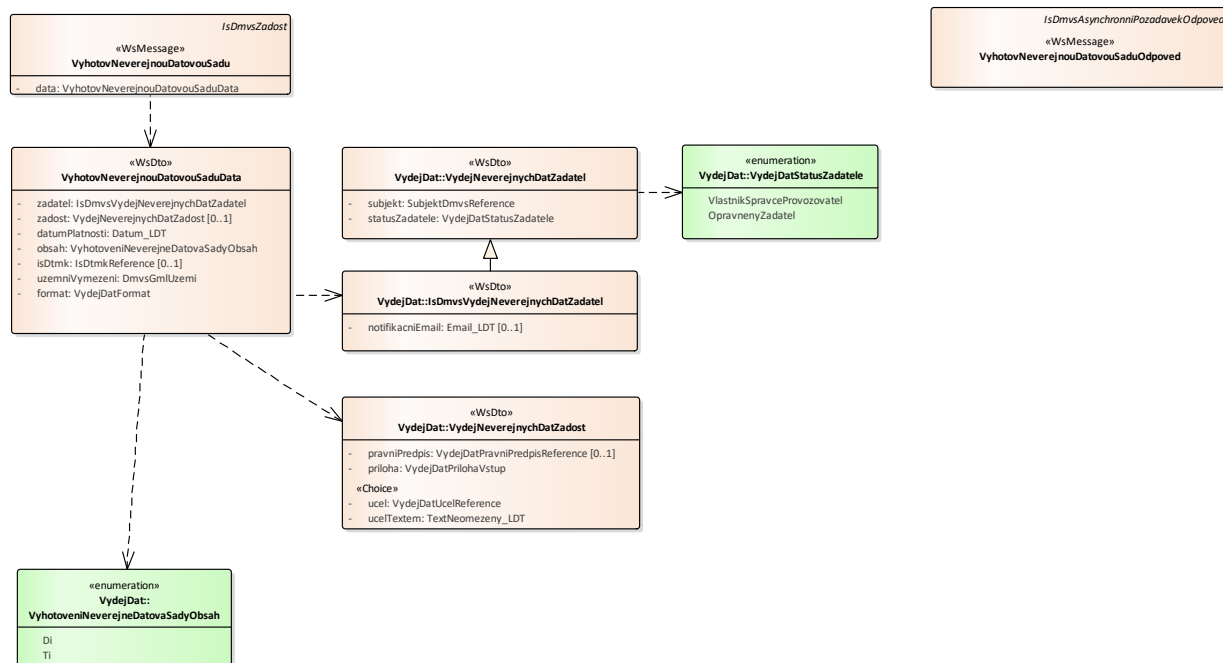 IsDmvsZadost
«WsMessage»
VyhotovNeverejnouDatovouSadu
- data: VyhotovNeverejnouDatovouSaduData
IsDmvsAsynchronniPozadavekOdpoved
«WsMessage»
VyhotovNeverejnouDatovouSaduOdpoved
«WsDto»
VyhotovNeverejnouDatovouSaduData
- zadatel: IsDmvsVydejNeverejnychDatZadatel
- zadost: VydejNeverejnychDatZadost [0..1]
- datumPlatnosti: Datum_LDT
- obsah: VyhotoveniNeverejneDatovaSadyObsah
- isDtmk: IsDtmkReference [0..1]
- uzemniVymezeni: DmvsGmlUzemi
- format: VydejDatFormat
«WsDto»
VydejDat::VydejNeverejnychDatZadatel
- subjekt: SubjektDmvsReference
- statusZadatele: VydejDatStatusZadatele
«enumeration»
VydejDat::VydejDatStatusZadatele
VlastnikSpravceProvozovatel
OpravnenyZadatel
«WsDto»
VydejDat::IsDmvsVydejNeverejnychDatZadatel
- notifikacniEmail: Email_LDT [0..1]
«WsDto»
VydejDat::VydejNeverejnychDatZadost
- pravniPredpis: VydejDatPravniPredpisReference [0..1]
- priloha: VydejDatPrilohaVstup
«Choice»
- ucel: VydejDatUcelReference
- ucelTextem: TextNeomezeny_LDT
«enumeration»
VydejDat::
VyhotoveniNeverejneDatovaSadyObsah
Di
Ti